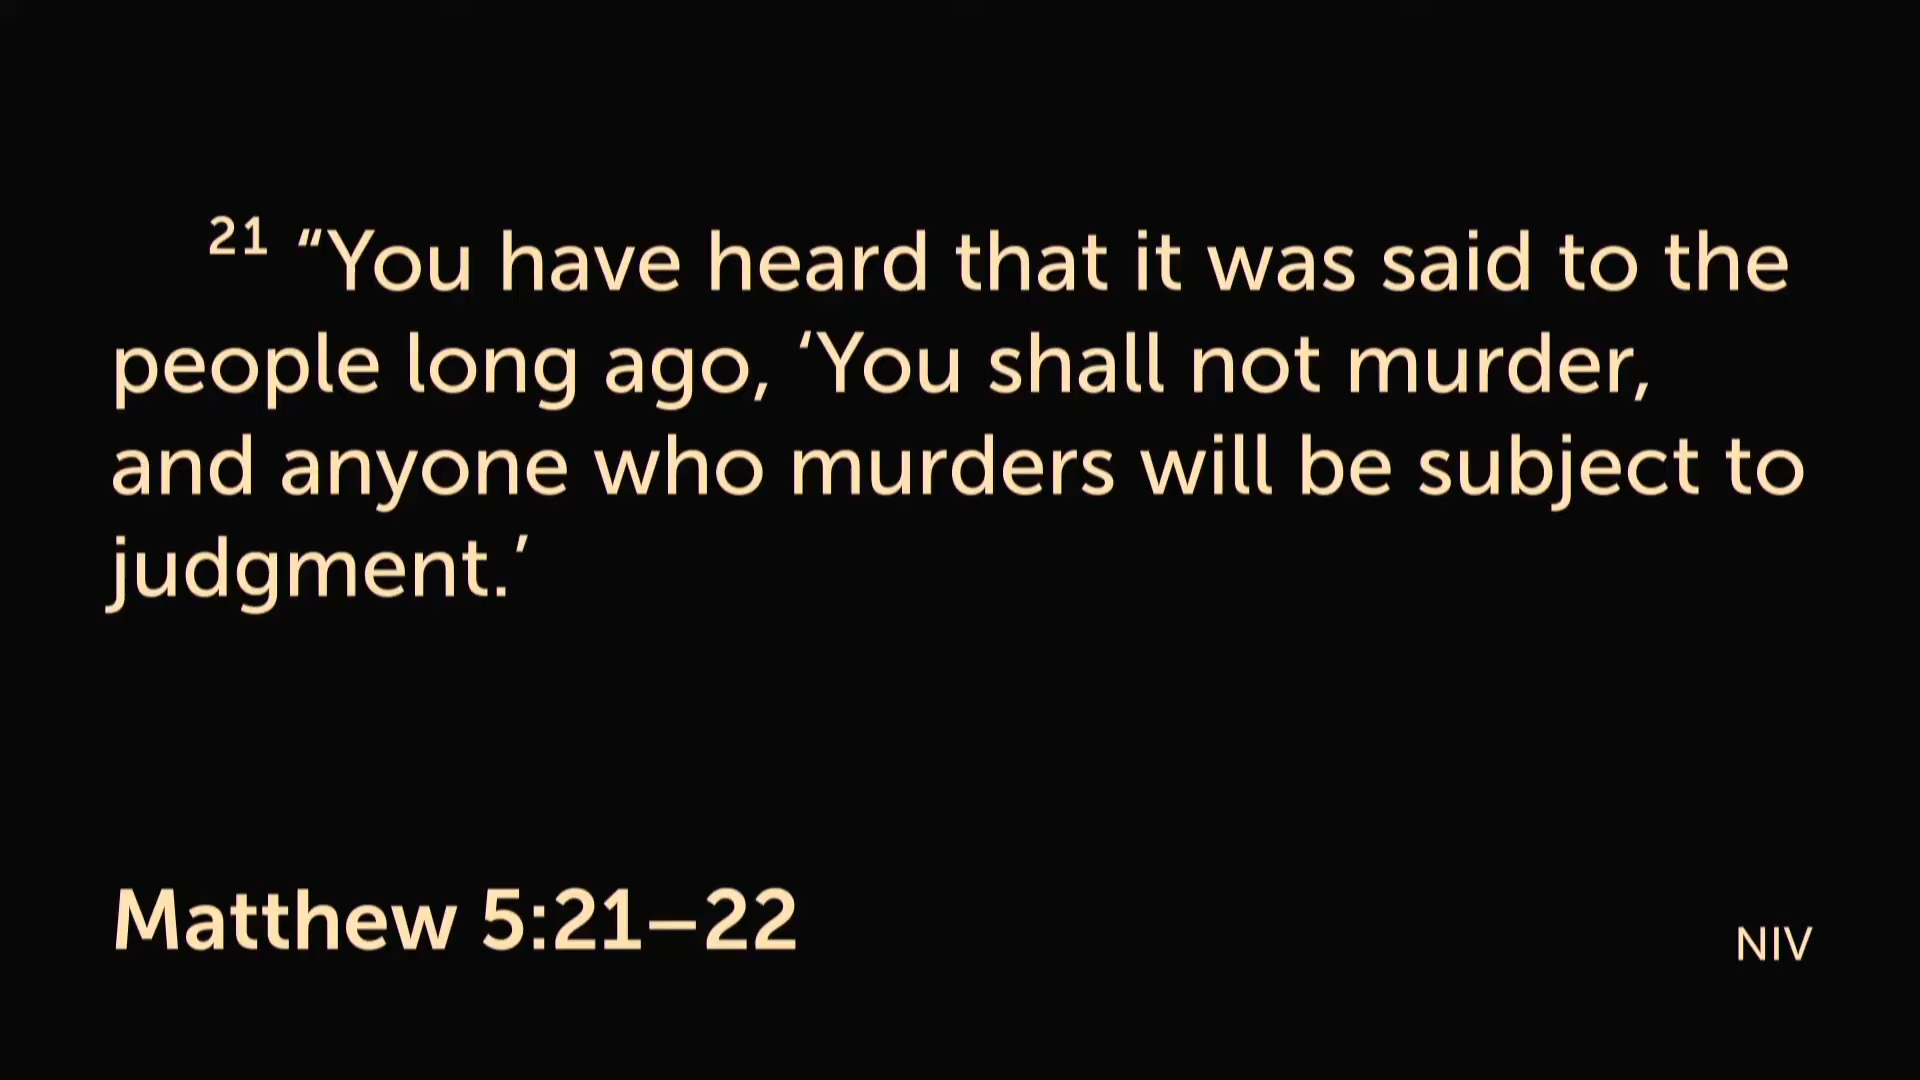 21 “You have heard that it was said to the
people long ago, ‘You shall not murder,
and anyone who murders will be subject to
judgment.’
Matthew 5:21–22
NIV